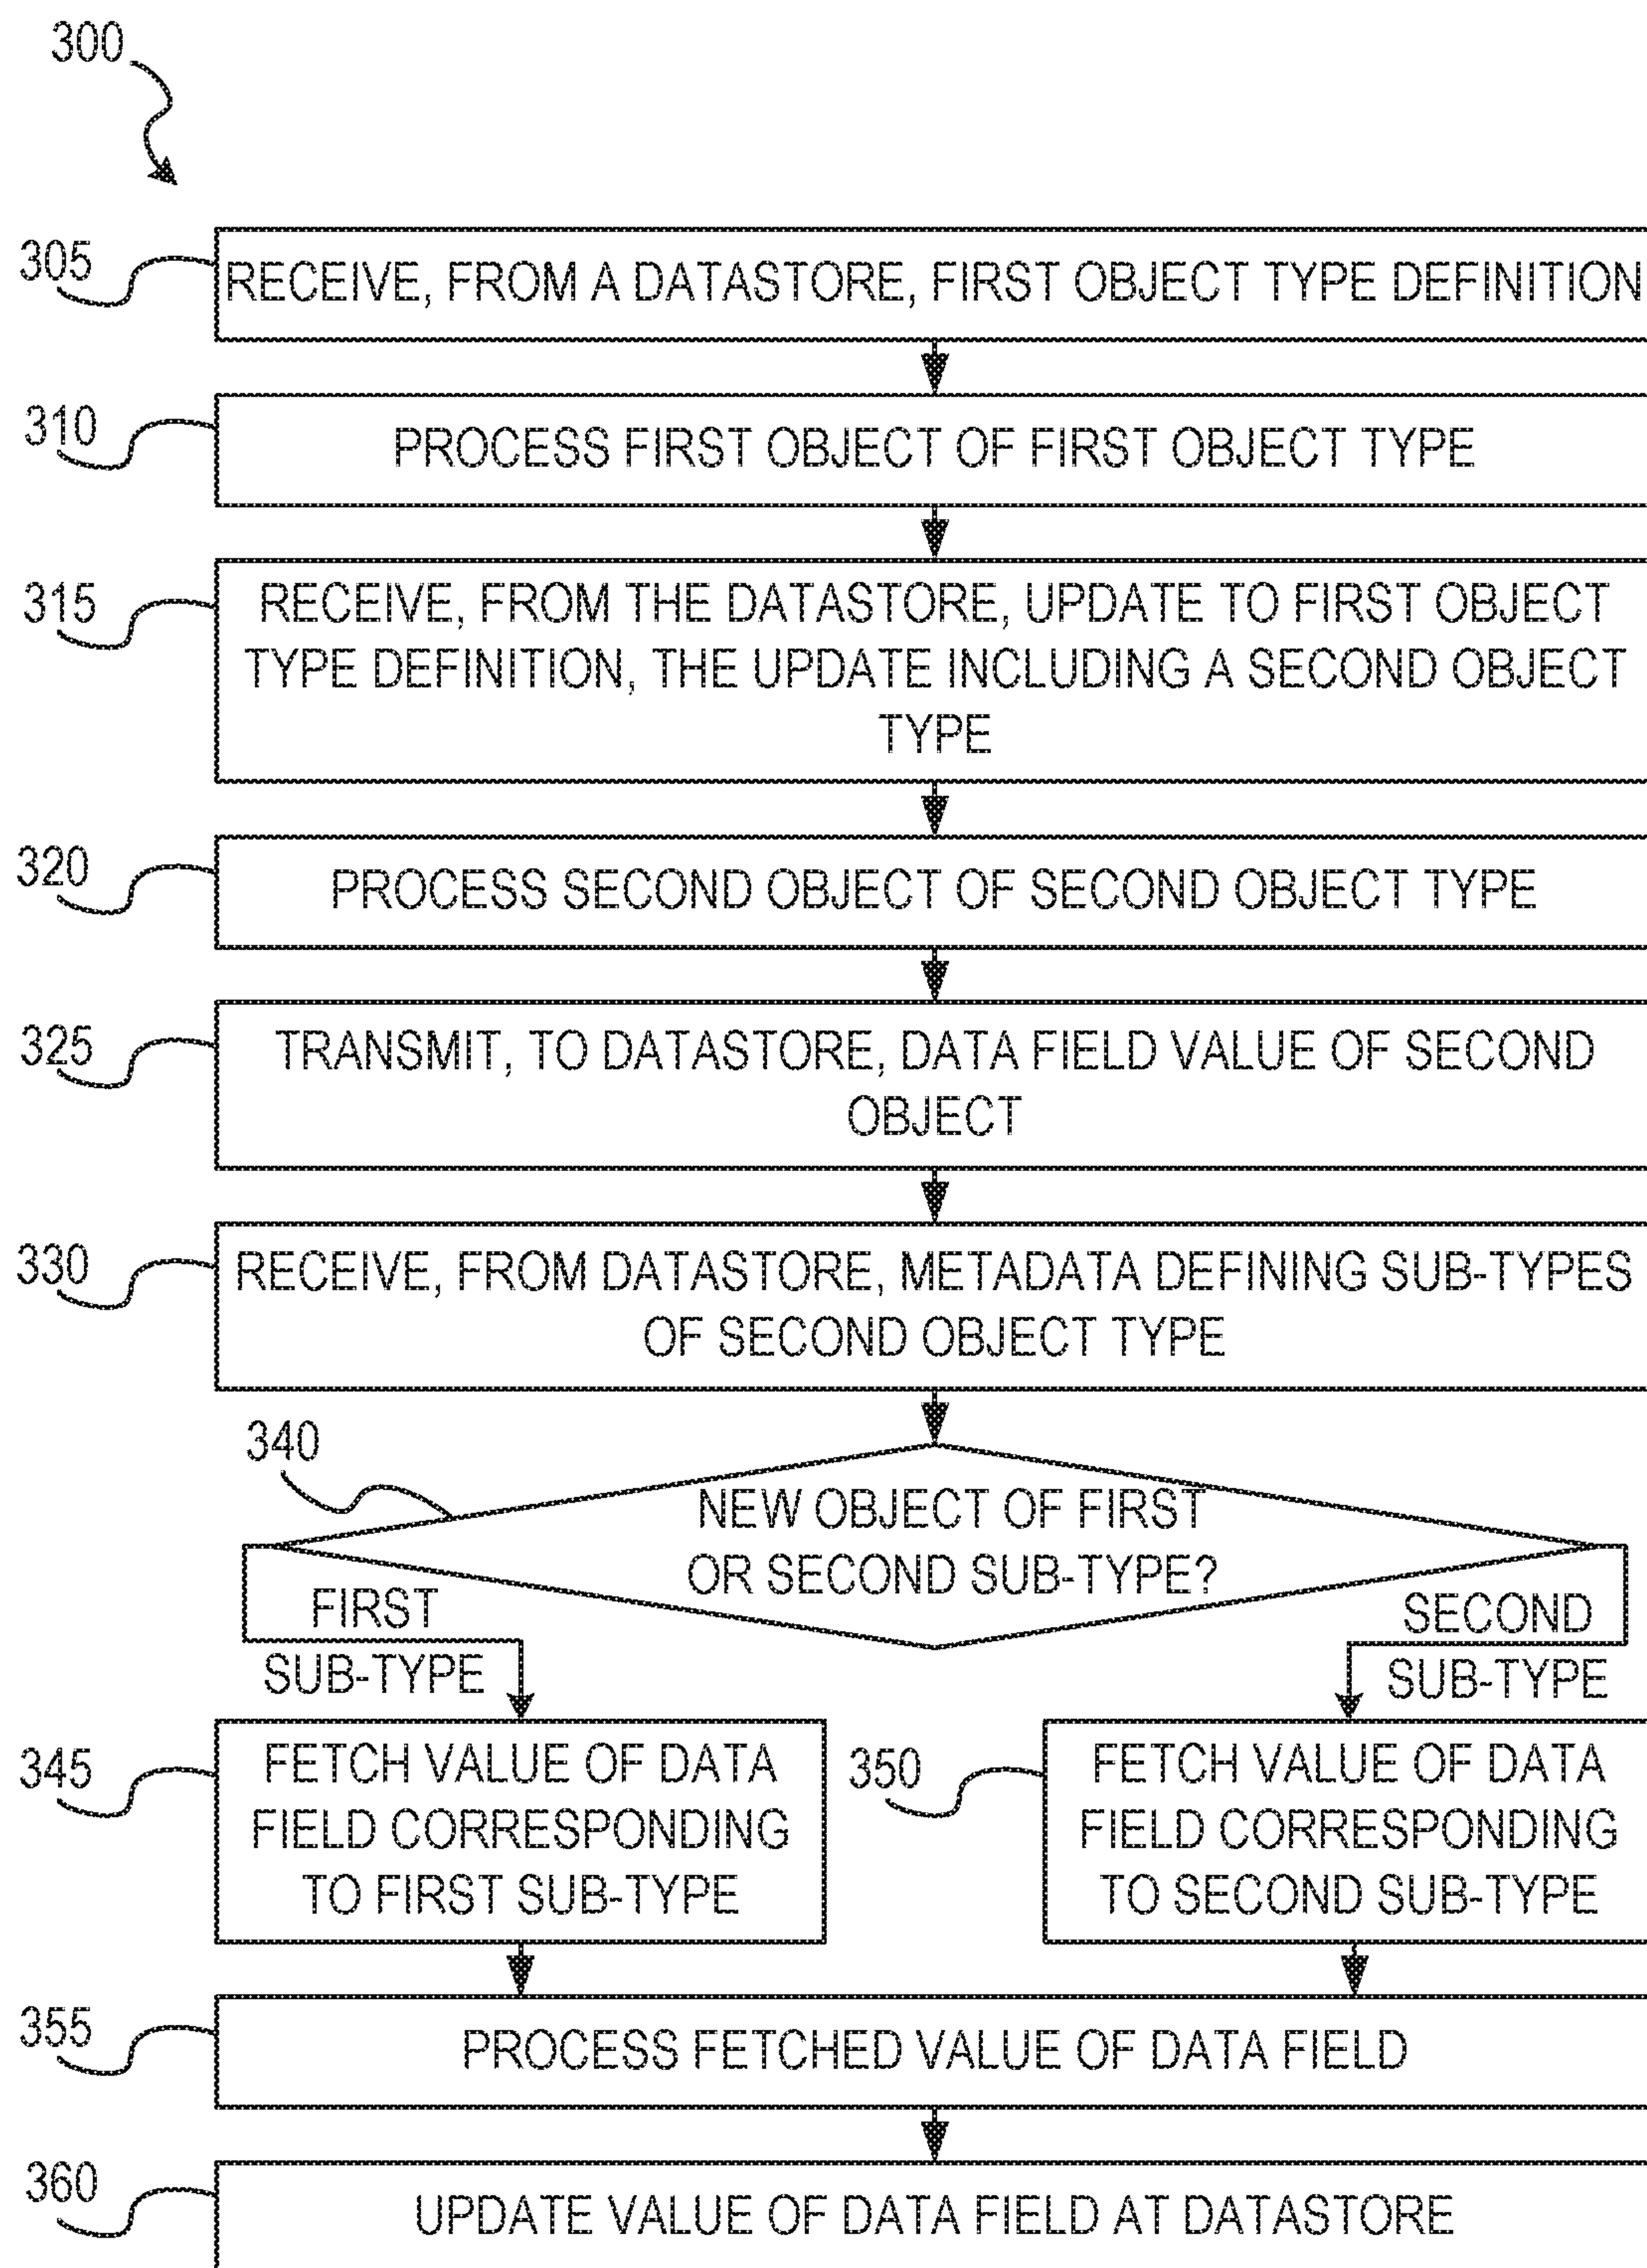 300
305
RECEIVE, FROM A DATASTORE, FIRST OBJECT TYPE DEFINITION
310
PROCESS FIRST OBJECT OF FIRST OBJECT TYPE
315
RECEIVE, FROM THE DATASTORE, UPDATE TO FIRST OBJECT
TYPE DEFINITION, THE UPDATE INCLUDING A SECOND OBJECT
TYPE
320
PROCESS SECOND OBJECT OF SECOND OBJECT TYPE
325
TRANSMIT, TO DATASTORE, DATA FIELD VALUE OF SECOND
OBJECT
330
RECEIVE, FROM DATASTORE, METADATA DEFINING SUB-TYPES
OF SECOND OBJECT TYPE
340
NEW OBJECT OF FIRST
OR SECOND SUB-TYPE?
FIRST
SUB-TYPE
SECOND
SUB-TYPE
345
FETCH VALUE OF DATA
FIELD CORRESPONDING
TO FIRST SUB-TYPE
350
FETCH VALUE OF DATA
FIELD CORRESPONDING
TO SECOND SUB-TYPE
355
PROCESS FETCHED VALUE OF DATA FIELD
360
UPDATE VALUE OF DATA FIELD AT DATASTORE